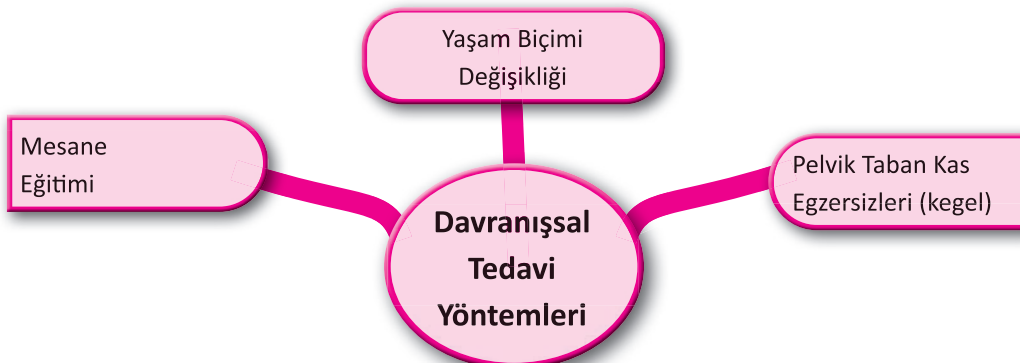 Yaşam Biçimi
Değişikliği
Mesane
Eğitimi
Pelvik Taban Kas
Egzersizleri (kegel)
Davranışsal
Tedavi
Yöntemleri